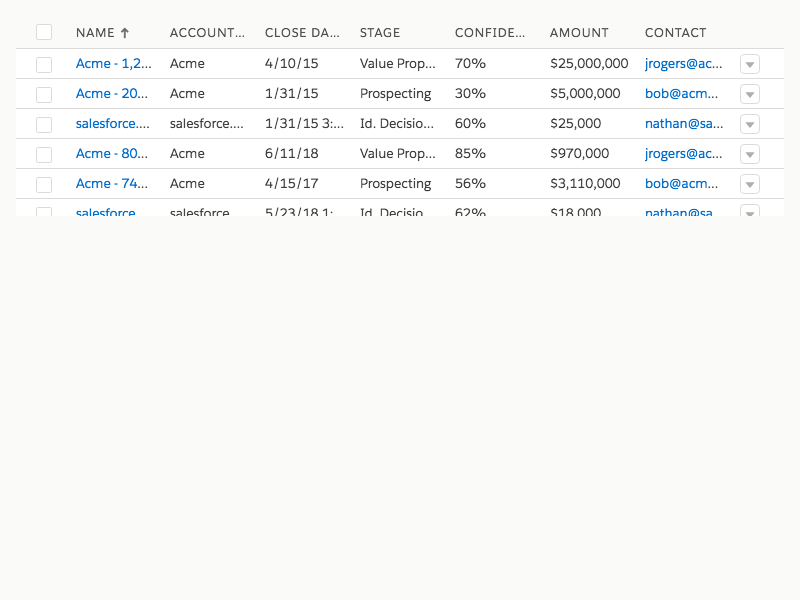 NAME ACCOUNT... CLOSE DA... STAGE CONFIDE... AMOUNT CONTACT
Acme - 1,2... Acme 4/10/15 Value Prop... 70% $25,000,000 jrogers@ac...
Acme - 20... Acme 1/31/15 Prospecting 30% $5,000,000 bob@acm...
salesforce.... salesforce.... 1/31/15 3:... Id. Decisio... 60% $25,000 nathan@sa...
Acme - 80... Acme 6/11/18 Value Prop... 85% $970,000 jrogers@ac...
Acme - 74... Acme 4/15/17 Prospecting 56% $3,110,000 bob@acm...
salesforce.... salesforce.... 5/23/18 1:... Id. Decisio... 62% $18,000 nathan@sa...